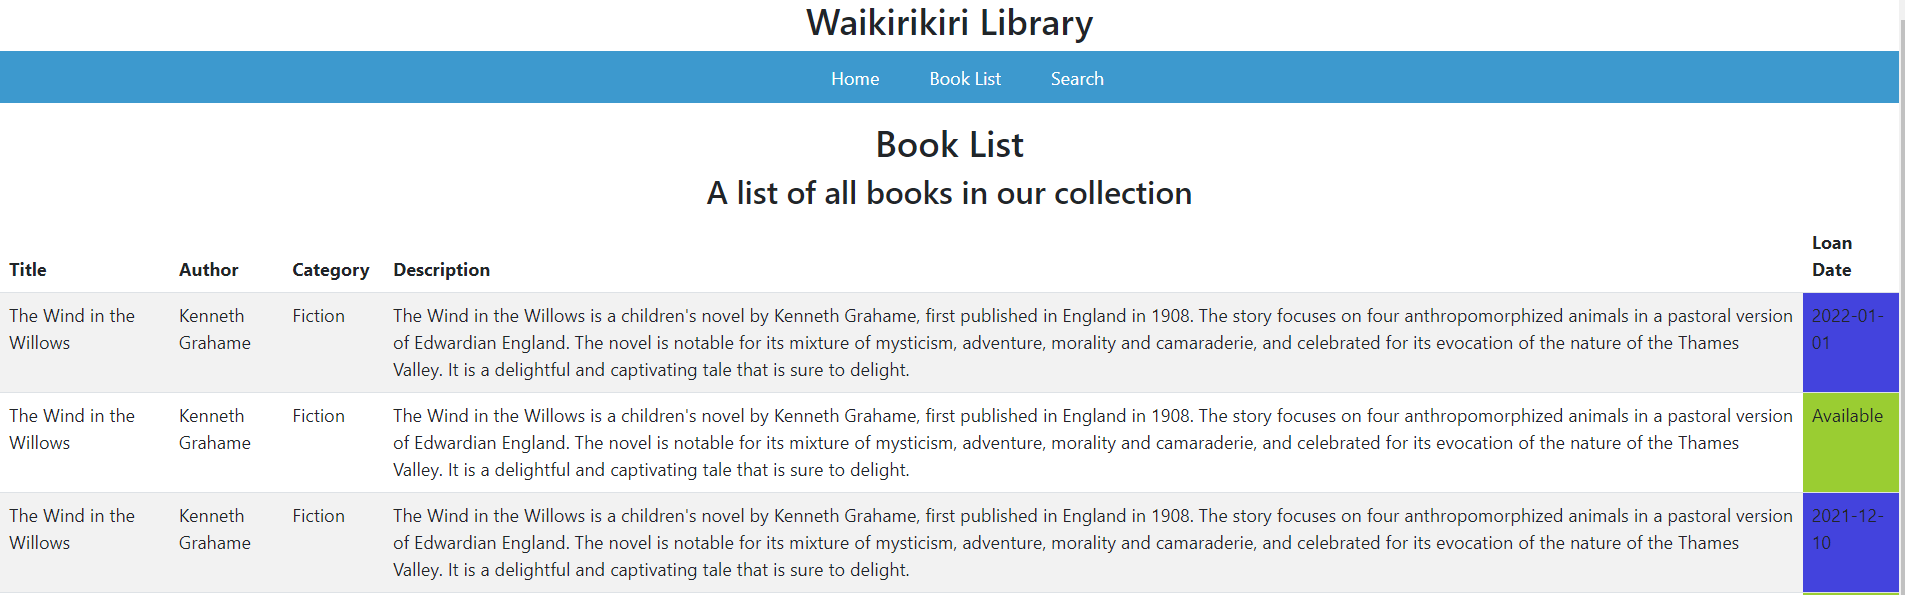 Waikirikiri Library
Home Book List Search
Book List
A list of all books in our collection
Title Author Category Description Loan Date
The Wind in the Willows Kenneth Grahame Fiction The Wind in the Willows is a children's novel by Kenneth Grahame, first published in England in 1908. The story focuses on four anthropomorphized animals in a pastoral version of Edwardian England. The novel is notable for its mixture of mysticism, adventure, morality and camaraderie, and celebrated for its evocation of the nature of the Thames Valley. It is a delightful and captivating tale that is sure to delight. 2022-01-01
The Wind in the Willows Kenneth Grahame Fiction The Wind in the Willows is a children's novel by Kenneth Grahame, first published in England in 1908. The story focuses on four anthropomorphized animals in a pastoral version of Edwardian England. The novel is notable for its mixture of mysticism, adventure, morality and camaraderie, and celebrated for its evocation of the nature of the Thames Valley. It is a delightful and captivating tale that is sure to delight. Available
The Wind in the Willows Kenneth Grahame Fiction The Wind in the Willows is a children's novel by Kenneth Grahame, first published in England in 1908. The story focuses on four anthropomorphized animals in a pastoral version of Edwardian England. The novel is notable for its mixture of mysticism, adventure, morality and camaraderie, and celebrated for its evocation of the nature of the Thames Valley. It is a delightful and captivating tale that is sure to delight. 2021-12-10